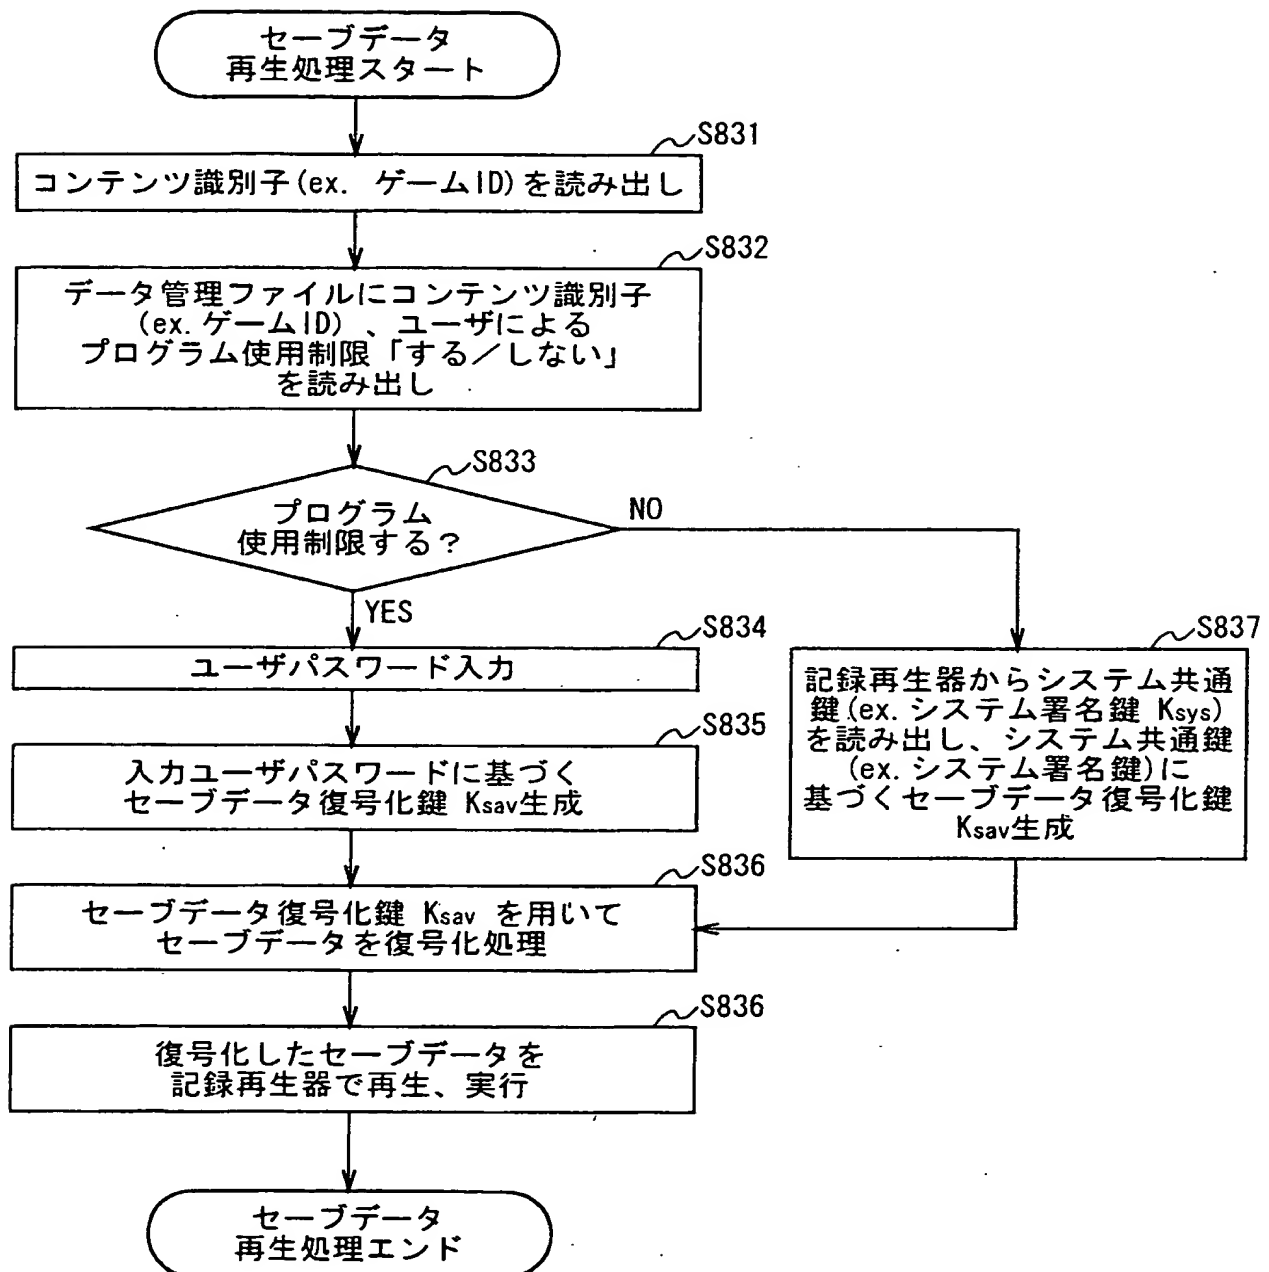 セーブデータ
再生処理スタート
S831
コンテンツ識別子(ex. ゲームID)を読み出し
S832
データ管理ファイルにコンテンツ識別子
(ex.ゲームID)、ユーザによる
プログラム使用制限「する／しない」
を読み出し
S833
プログラム
使用制限する？
NO
YES
S834
ユーザパスワード入力
S835
入力ユーザパスワードに基づく
セーブデータ復号化鍵 Ksav生成
S837
記録再生器からシステム共通
鍵(ex.システム署名鍵 Ksys)
を読み出し、システム共通鍵
(ex.システム署名鍵)に
基づくセーブデータ復号化鍵
Ksav生成
S836
セーブデータ復号化鍵 Ksav を用いて
セーブデータを復号化処理
S836
復号化したセーブデータを
記録再生器で再生、実行
セーブデータ
再生処理エンド